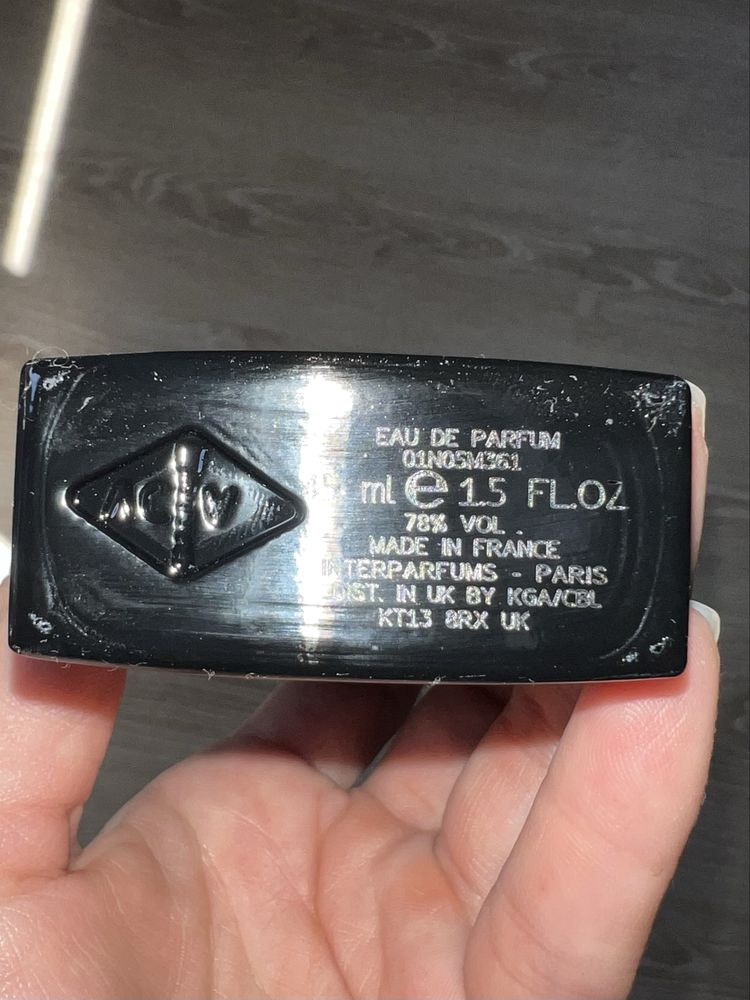 EAU DE PARFUM
01N05M361
ml e 1.5 FL.OZ
78% VOL.
MADE IN FRANCE
INTERPARFUMS - PARIS
DIST. IN UK BY KGA/CBL
KT13 8RX UK